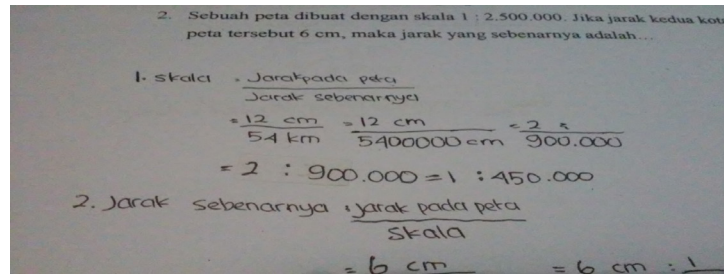 2. Sebuah peta dibuat dengan skala 1 : 2.500.000. Jika jarak kedua kot
peta tersebut 6 cm, maka jarak yang sebenarnya adalah...
1. skala = Jarak pada peta
Jarak sebenarnya
= 12 cm = 12 cm = 2
54 km 5400000 cm 900.000
= 2 : 900.000 = 1 : 450.000
2. Jarak sebenarnya = jarak pada peta
Skala
= 6 cm = 6 cm : 1